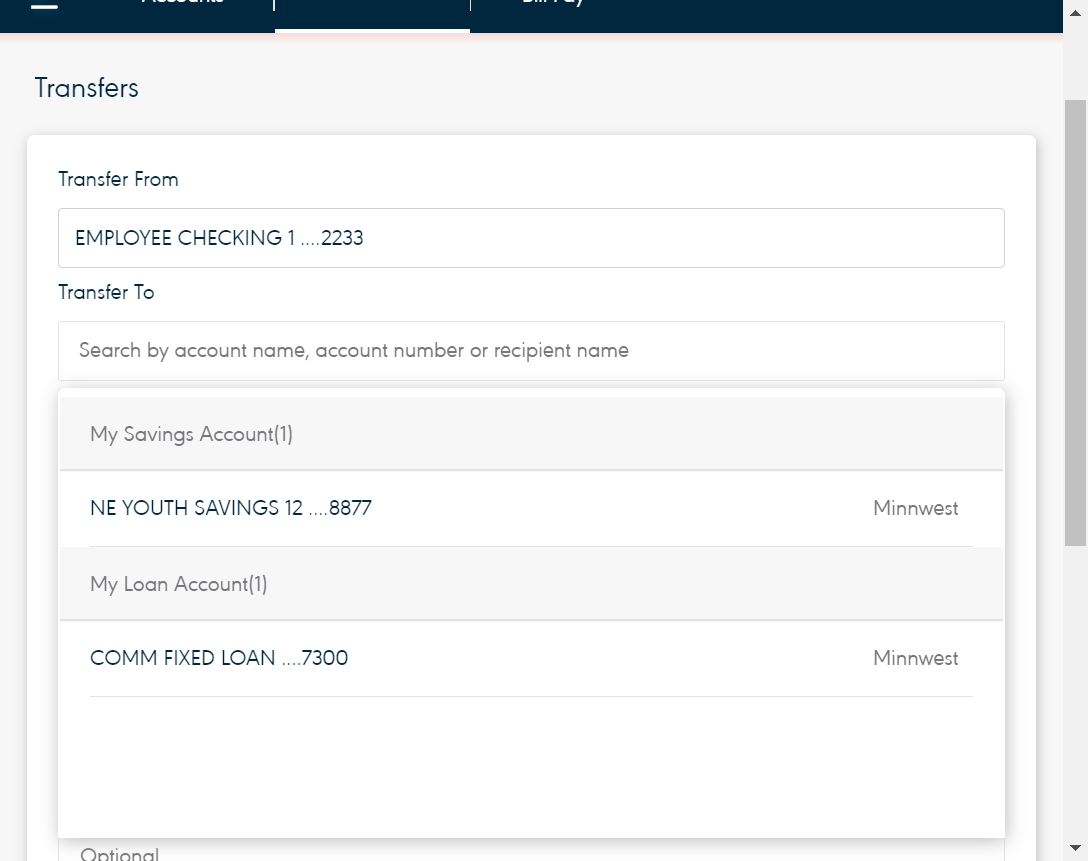 Accounts
Bill Pay
Transfers
Transfer From
EMPLOYEE CHECKING 1 ....2233
Transfer To
Search by account name, account number or recipient name
My Savings Account(1)
NE YOUTH SAVINGS 12 ....8877 Minnwest
My Loan Account(1)
COMM FIXED LOAN ....7300 Minnwest
Optional